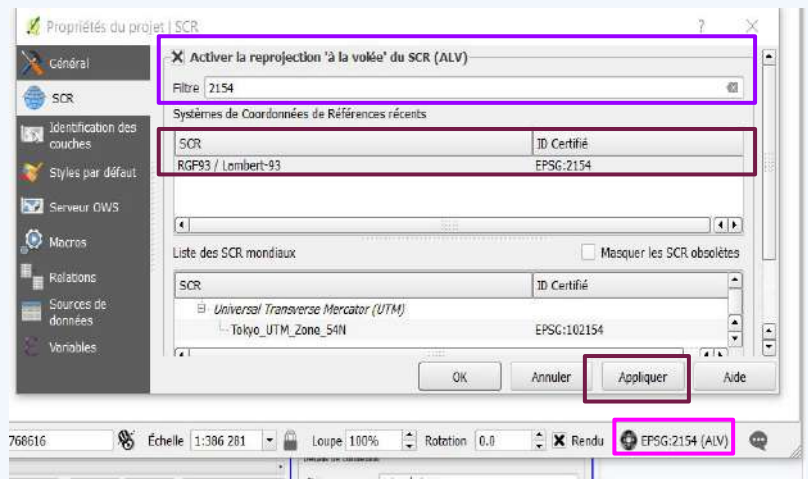 Propriétés du projet | SCR
?
Général
SCR
Identification des
couches
Styles par défaut
Serveur OWS
Macros
Relations
Sources de
données
Variables
Activer la reprojection 'à la volée' du SCR (ALV)
Filtre 2154
Systèmes de Coordonnées de Références récents
SCR ID Certifié
RGF93 / Lambert-93 EPSG:2154
Liste des SCR mondiaux Masquer les SCR obsolètes
SCR ID Certifié
Universal Transverse Mercator (UTM)
Tokyo_UTM_Zone_54N EPSG:102154
OK Annuler Appliquer Aide
768616 Échelle 1:386 281 Loupe 100% Rotation 0.0 Rendu EPSG:2154 (ALV)